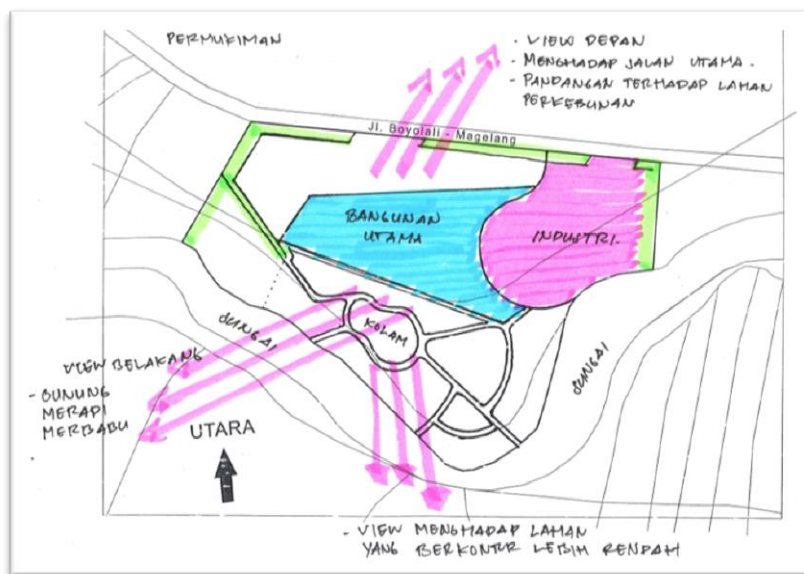 PERMUKIMAN
- VIEW DEPAN
- MENGHADAP JALAN UTAMA.
- PANDANGAN TERHADAP LAHAN
PERKEBUNAN
Jl. Boyolali - Magelang
BANGUNAN
UTAMA
INDUSTRI.
KOLAM
SUNGAI
SUNGAI
VIEW BELAKANG
- GUNUNG
MERAPI
MERBABU
UTARA
- VIEW MENGHADAP LAHAN
YANG BERKONTUR LEBIH RENDAH